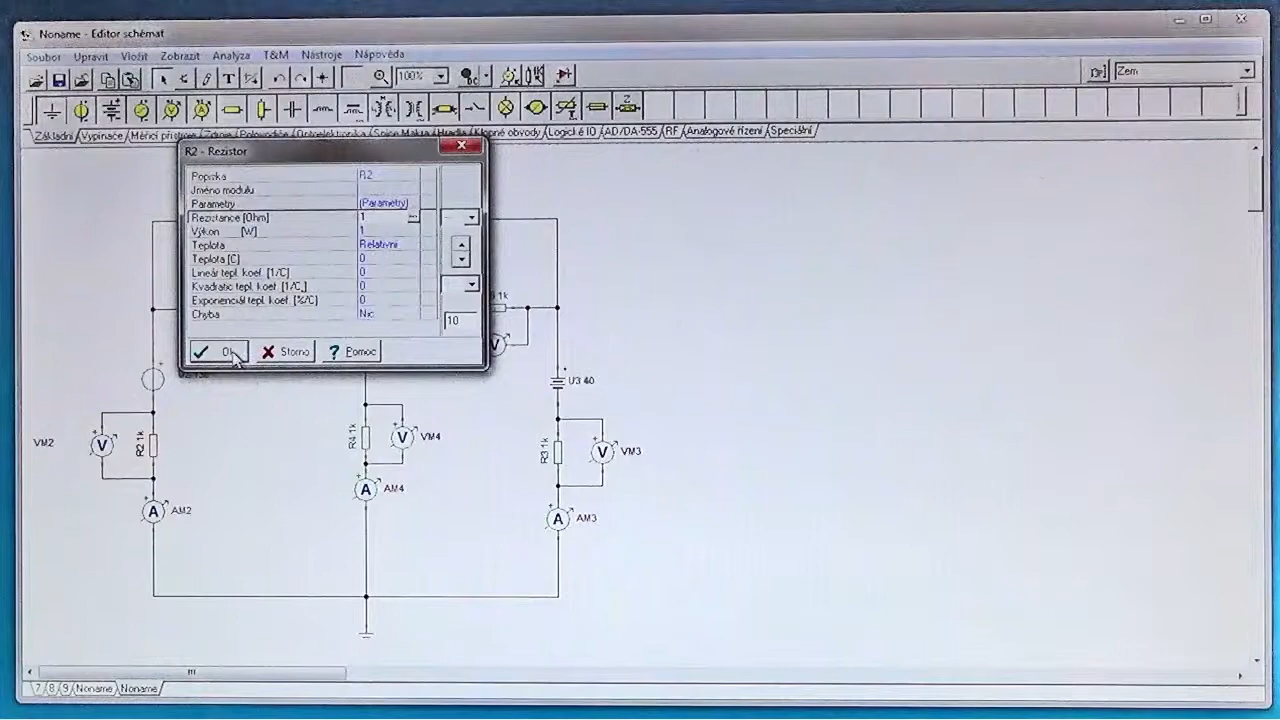 Noname - Editor schémat
Soubor Upravit Vložit Zobrazit Analýza T&M Nástroje Nápověda
T 100% Zem
Základní Vypínače Měřicí přístroje Zdroje Polovodiče Optoelektronika Spice Makra Hradla Klopné obvody Logické IO AD/DA-555 RF Analogové řízení Speciální
R2 - Rezistor
Popiska R2
Jméno modulu
Parametry (Parametry)
Rezistance [Ohm] 1 ...
Výkon [W] 1
Teplota Relativní
Teplota [C] 0
Lineár tepl. koef. [1/C] 0
Kvadratic tepl. koef. [1/C,] 0
Exponenciál tepl. koef. [%/C] 0
Chyba Nic
10
Storno
? Pomoc
1k
V
U3 40
VM2 V R2 1k
R4 1k V VM4
R3 1k V VM3
A AM2
A AM4
A AM3
7 8 9 Noname Noname